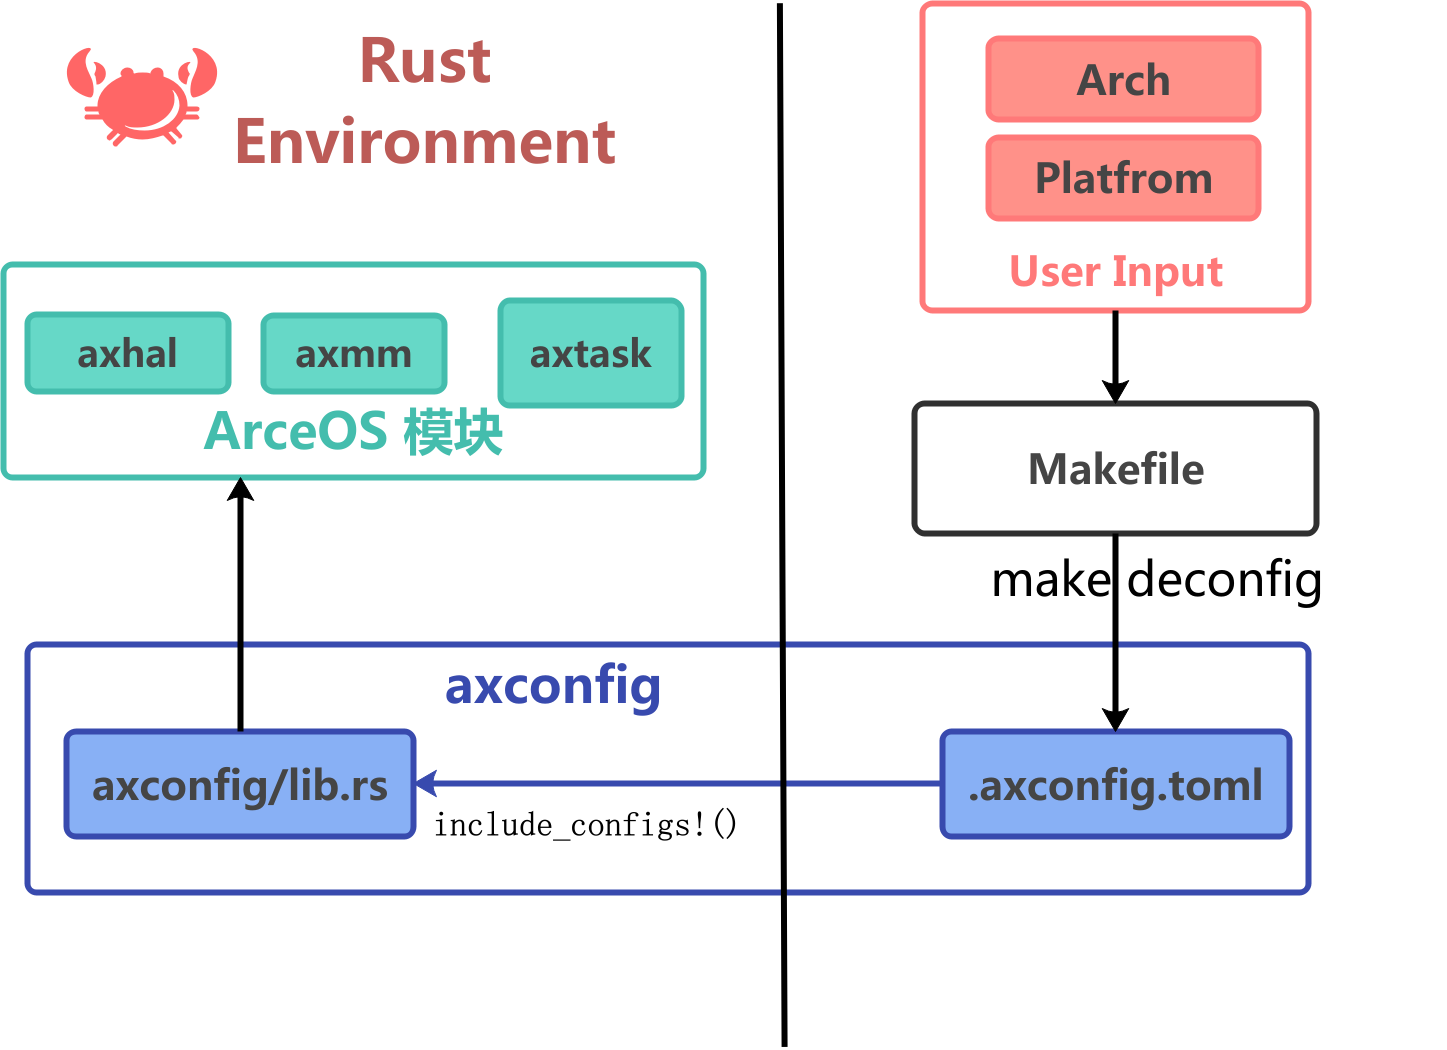 Rust
Environment
axhal
axmm
axtask
ArceOS 模块
Arch
Platfrom
User Input
Makefile
make deconfig
axconfig
axconfig/lib.rs
include_configs!()
.axconfig.toml